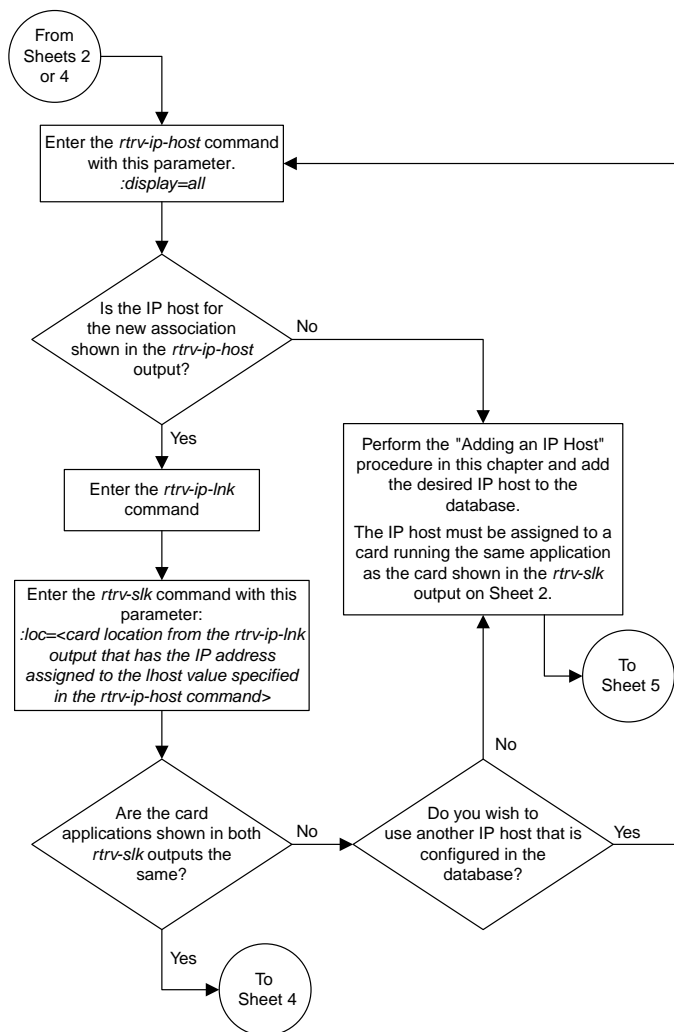 From
Sheets 2
or 4
Enter the rtrv-ip-host command
with this parameter.
:display=all
Is the IP host for
the new association
shown in the rtrv-ip-host
output?
No
Yes
Enter the rtrv-ip-lnk
command
Perform the "Adding an IP Host"
procedure in this chapter and add
the desired IP host to the
database.
The IP host must be assigned to a
card running the same application
as the card shown in the rtrv-slk
output on Sheet 2.
Enter the rtrv-slk command with this
parameter:
:loc=<card location from the rtrv-ip-lnk
output that has the IP address
assigned to the lhost value specified
in the rtrv-ip-host command>
To
Sheet 5
Are the card
applications shown in both
rtrv-slk outputs the
same?
No
Do you wish to
use another IP host that is
configured in the
database?
No
Yes
Yes
To
Sheet 4